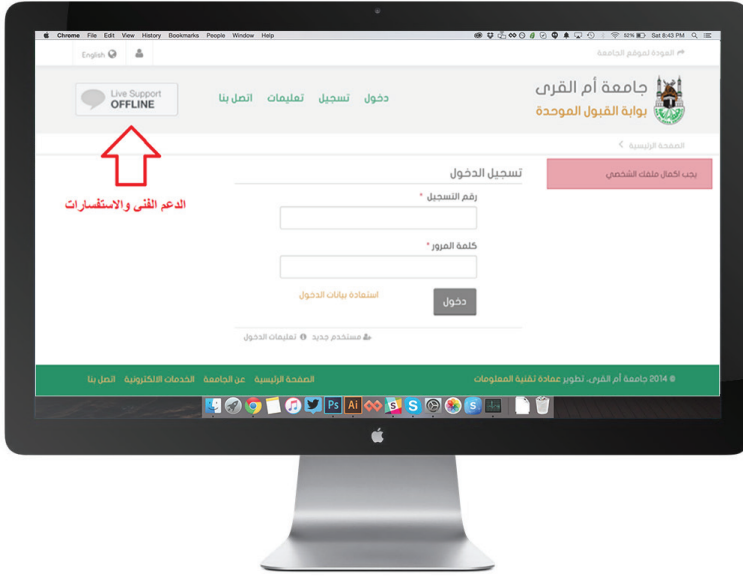 Chrome File Edit View History Bookmarks People Window Help
52% Sat 8:43 PM
العودة لموقع الجامعة
English
جامعة أم القرى
بوابة القبول الموحدة
دخول تسجيل تعليمات اتصل بنا
Live Support
OFFLINE
الصفحة الرئيسية
يجب اكمال ملفك الشخصي
تسجيل الدخول
الدعم الفنى والاستفسارات
رقم التسجيل *
كلمة المرور *
دخول
استعادة بيانات الدخول
مستخدم جديد تعليمات الدخول
© 2014 جامعة أم القرى، تطوير عمادة تقنية المعلومات
الصفحة الرئيسية عن الجامعة الخدمات الالكترونية اتصل بنا
Ps Ai